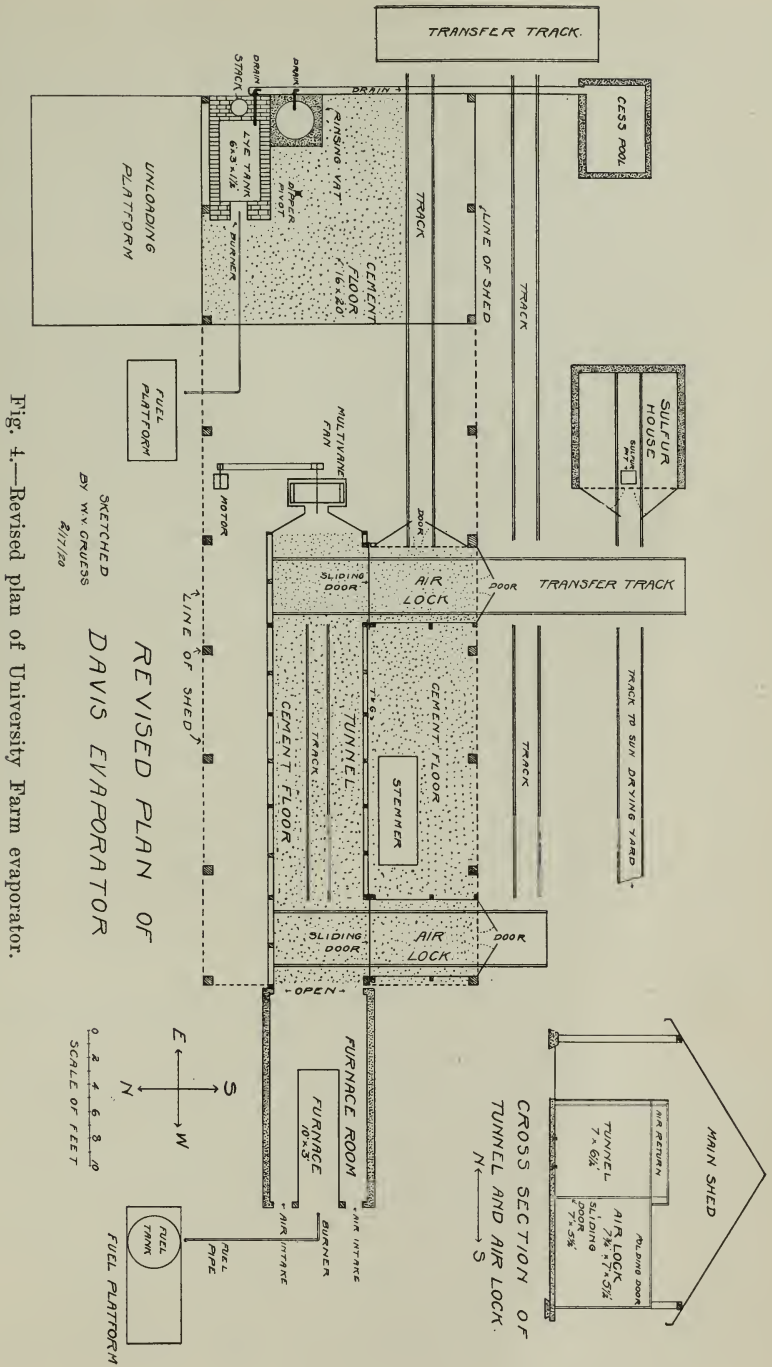 TRANSFER TRACK.
CESS POOL
DRAIN
DRAIN
DRAIN
STACK
LYE TANK
6 x 3' x 1½'
RINSING VAT
DIPPER
PIVOT
BURNER
UNLOADING
PLATFORM
CEMENT
FLOOR
16 x 20'
TRACK
LINE OF SHED
TRACK
FUEL
PLATFORM
SULFUR
HOUSE
SULFUR
PIT
MULTIVANE
FAN
MOTOR
DOOR
SLIDING
DOOR
AIR
LOCK
DOOR
TRANSFER TRACK
LINE OF SHED
TUNNEL
TRACK
CEMENT FLOOR
T & G
CEMENT FLOOR
STEMMER
TRACK
TRACK TO SUN DRYING YARD
SLIDING
DOOR
AIR
LOCK
DOOR
OPEN
FURNACE ROOM
FURNACE
10' x 3'
AIR INTAKE
BURNER
AIR INTAKE
FUEL
PIPE
FUEL
TANK
FUEL PLATFORM
MAIN SHED
AIR RETURN
TUNNEL
7 x 6½'
FOLDING DOOR
AIR LOCK
7¾' x 7' x 5½'
SLIDING
DOOR
7' x 5½'
CROSS SECTION OF
TUNNEL AND AIR LOCK.
N S
SKETCHED
BY W.V. CRUESS
2/17/20
REVISED PLAN OF
DAVIS EVAPORATOR
E W
N S
0 2 4 6 8 10
SCALE OF FEET
Fig. 4.—Revised plan of University Farm evaporator.